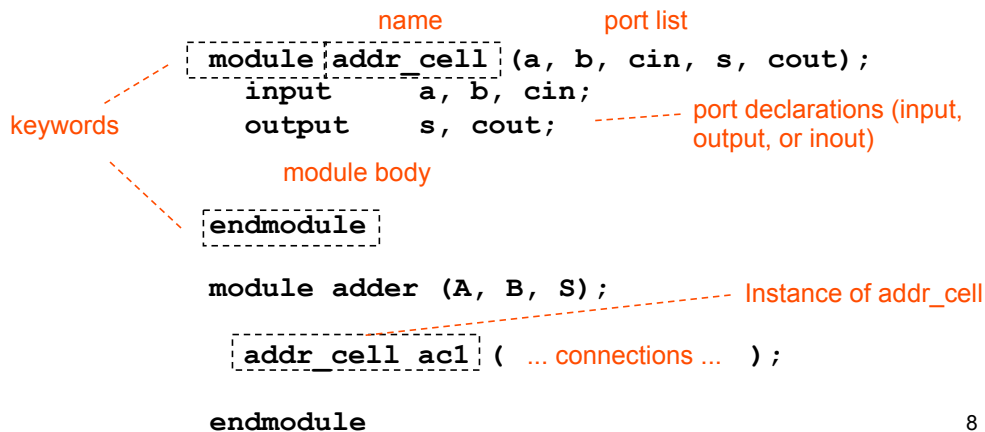 name port list
module addr_cell (a, b, cin, s, cout);
input a, b, cin;
keywords output s, cout; port declarations (input,
output, or inout)
module body
endmodule
module adder (A, B, S);
Instance of addr_cell
addr_cell ac1 ( ... connections ... );
endmodule
8